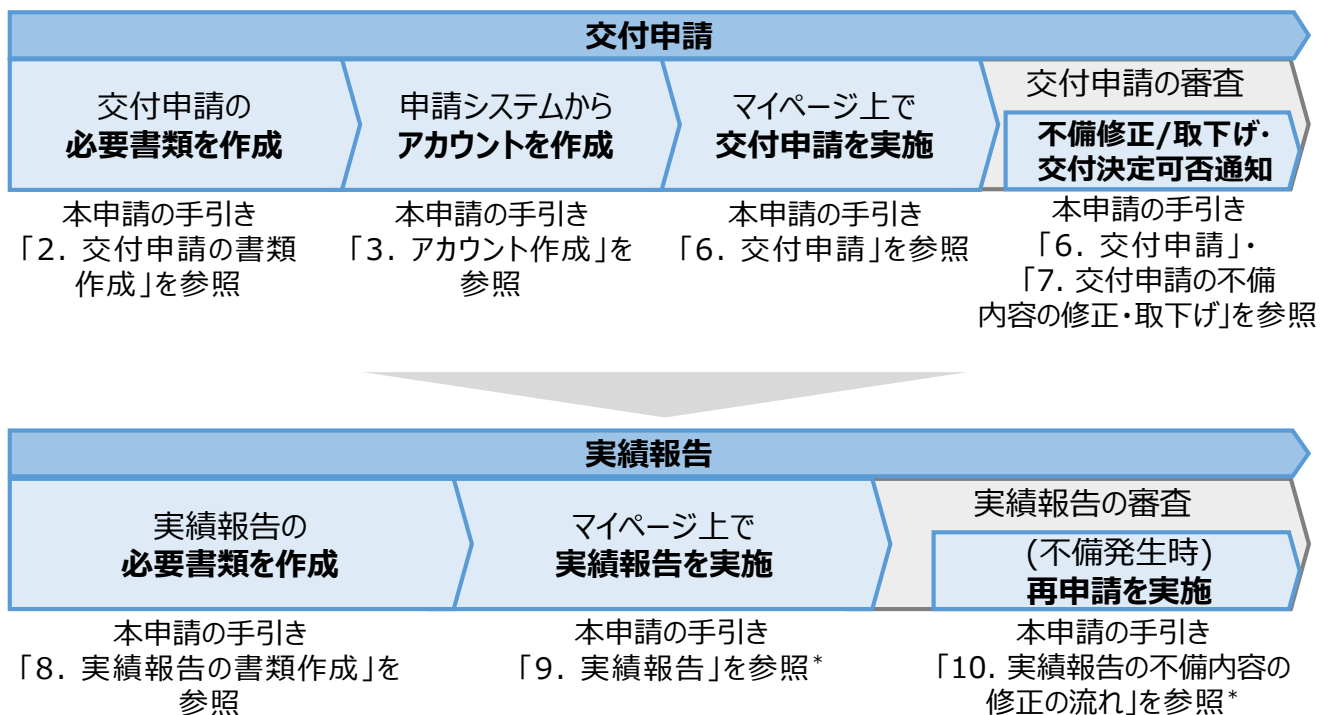 交付申請
交付申請の
必要書類を作成
申請システムから
アカウントを作成
マイページ上で
交付申請を実施
交付申請の審査
不備修正/取下げ・
交付決定可否通知
本申請の手引き
「2. 交付申請の書類
作成」を参照
本申請の手引き
「3. アカウント作成」を
参照
本申請の手引き
「6. 交付申請」を参照
本申請の手引き
「6. 交付申請」・
「7. 交付申請の不備
内容の修正・取下げ」を参照
実績報告
実績報告の
必要書類を作成
マイページ上で
実績報告を実施
実績報告の審査
(不備発生時)
再申請を実施
本申請の手引き
「8. 実績報告の書類作成」を
参照
本申請の手引き
「9. 実績報告」を参照*
本申請の手引き
「10. 実績報告の不備内容の
修正の流れ」を参照*